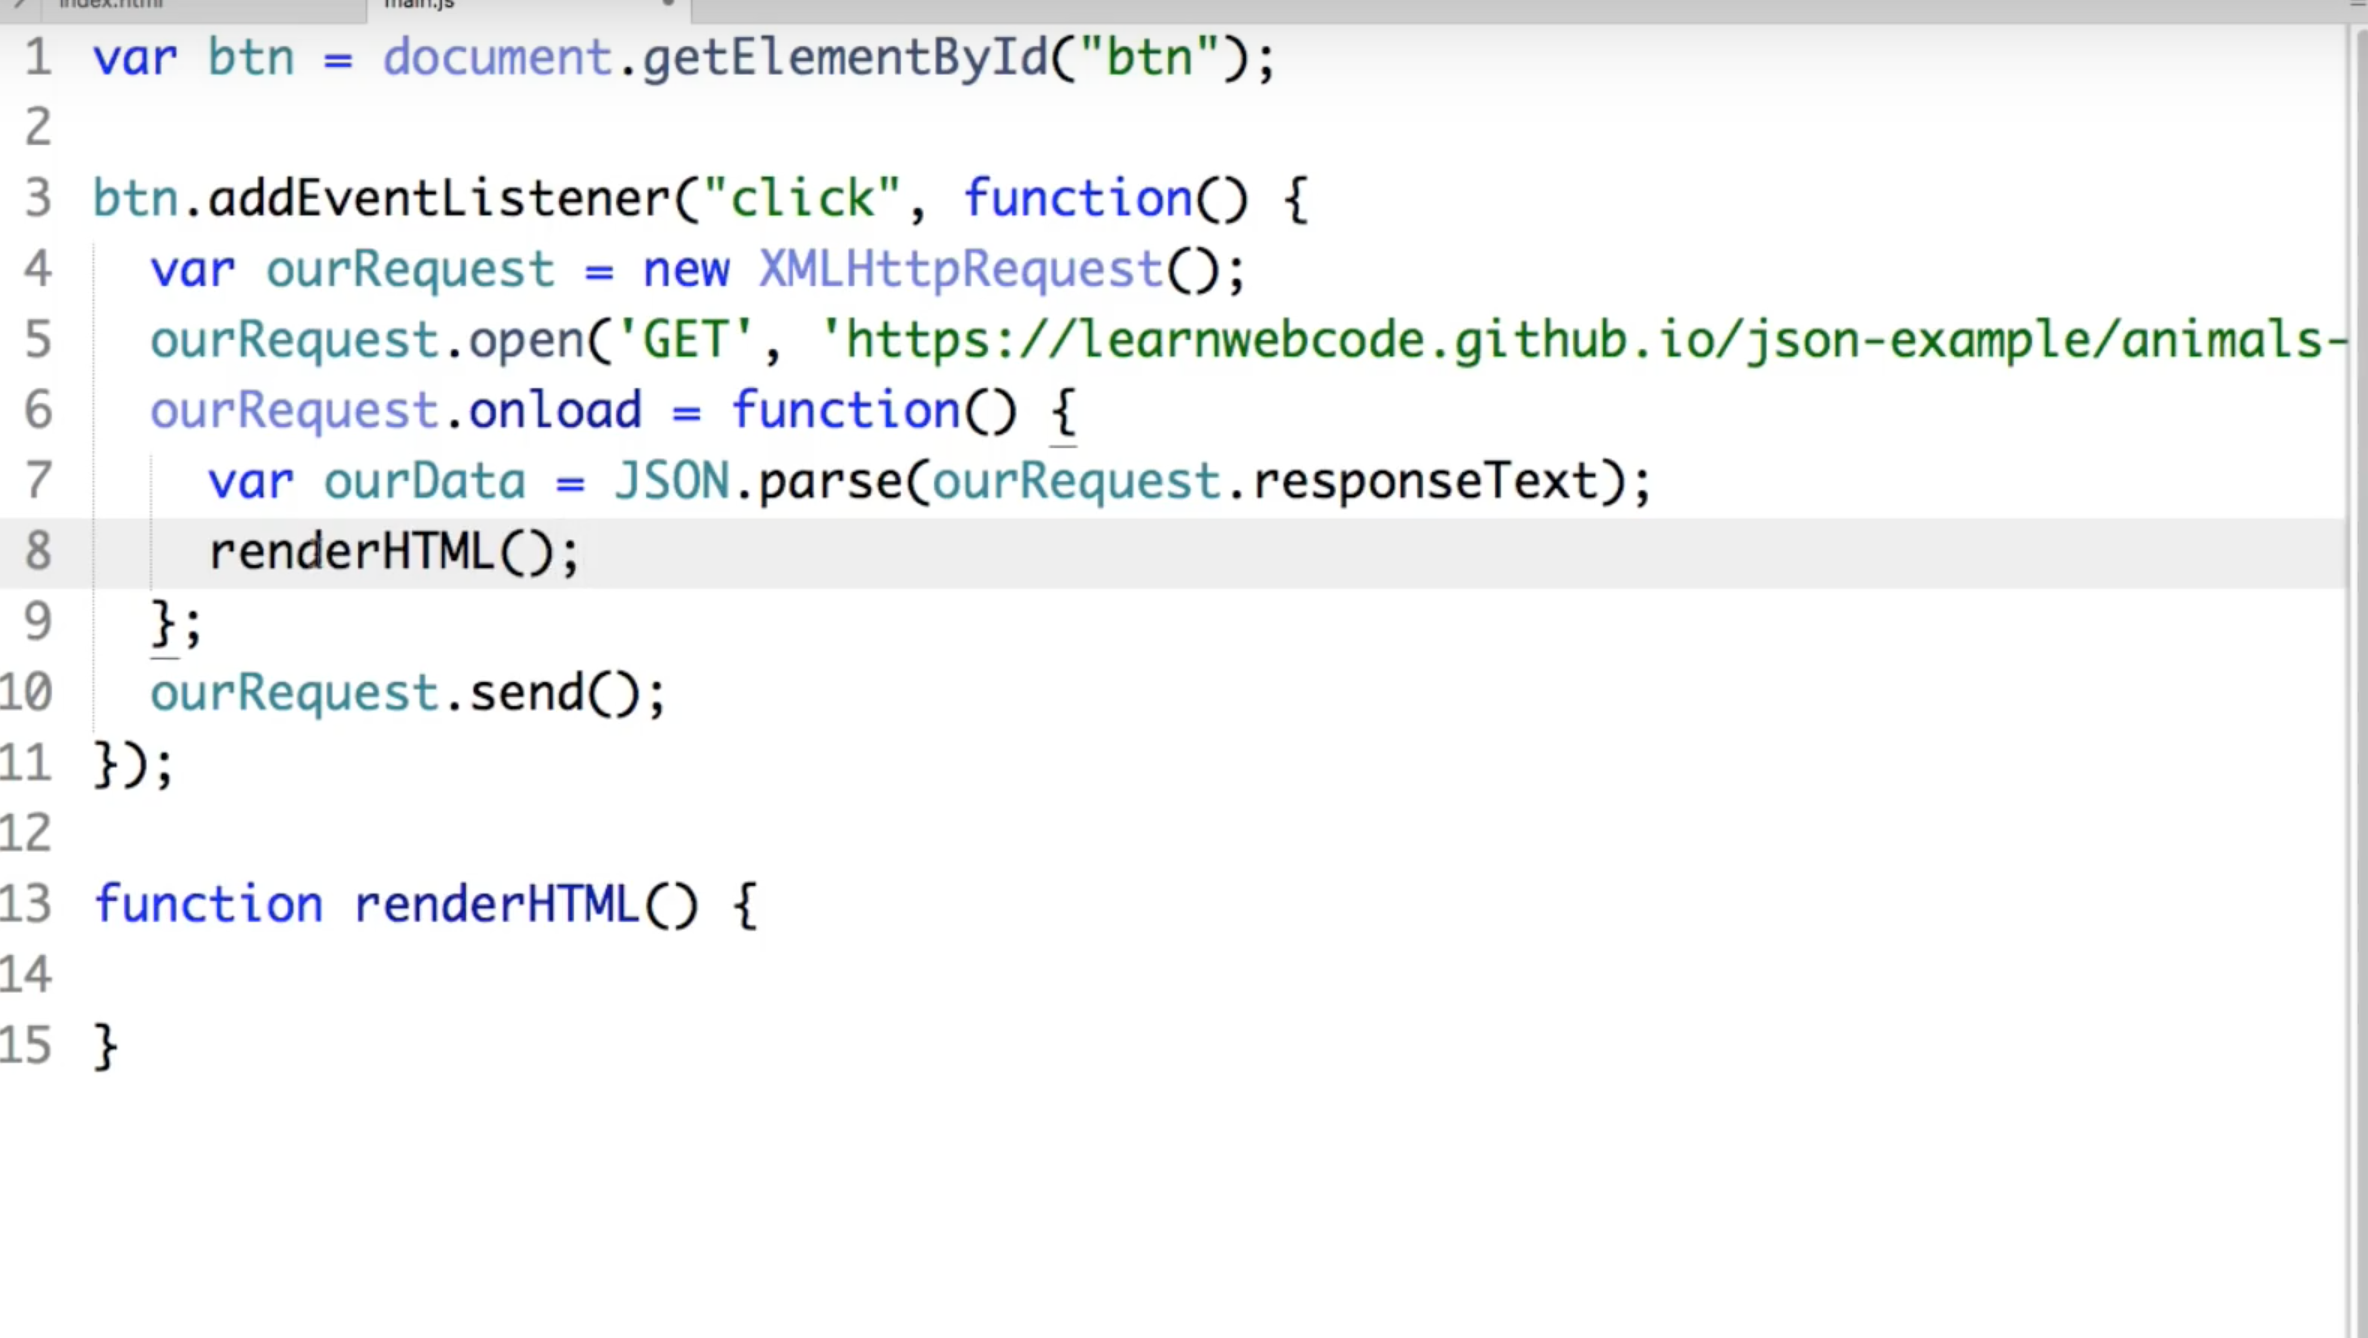 index.html main.js
1 var btn = document.getElementById("btn");
2
3 btn.addEventListener("click", function() {
4 var ourRequest = new XMLHttpRequest();
5 ourRequest.open('GET', 'https://learnwebcode.github.io/json-example/animals-
6 ourRequest.onload = function() {
7 var ourData = JSON.parse(ourRequest.responseText);
8 renderHTML();
9 };
10 ourRequest.send();
11 });
12
13 function renderHTML() {
14
15 }